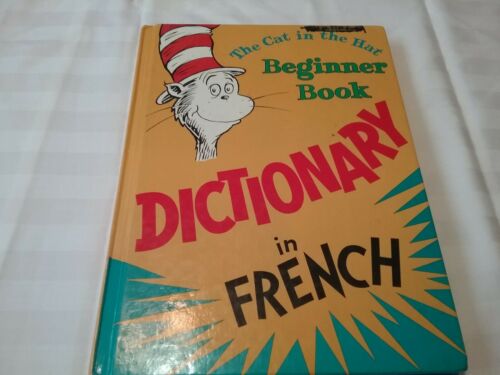 The Cat in the Hat
Beginner
Book
DICTIONARY
in
FRENCH